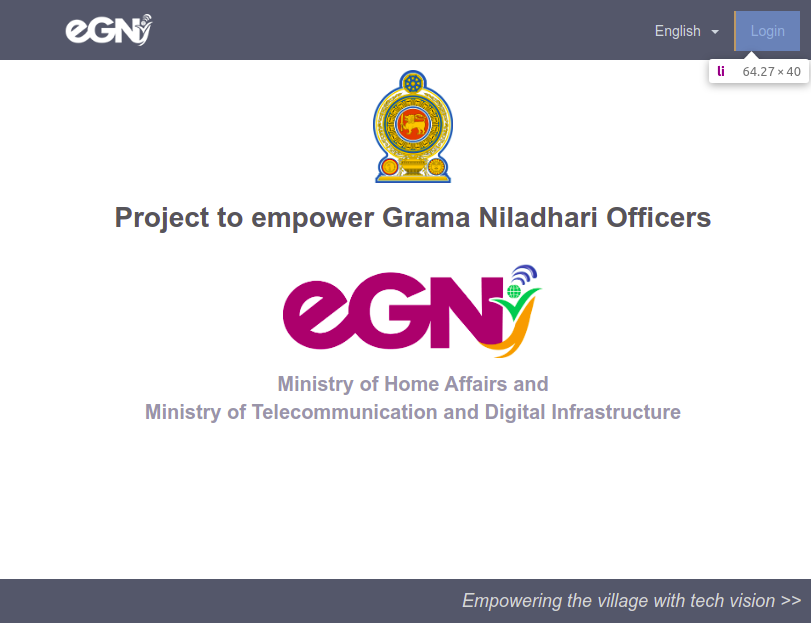 eGN
English
Login
li 64.27 × 40
Project to empower Grama Niladhari Officers
eGN
Ministry of Home Affairs and
Ministry of Telecommunication and Digital Infrastructure
Empowering the village with tech vision >>